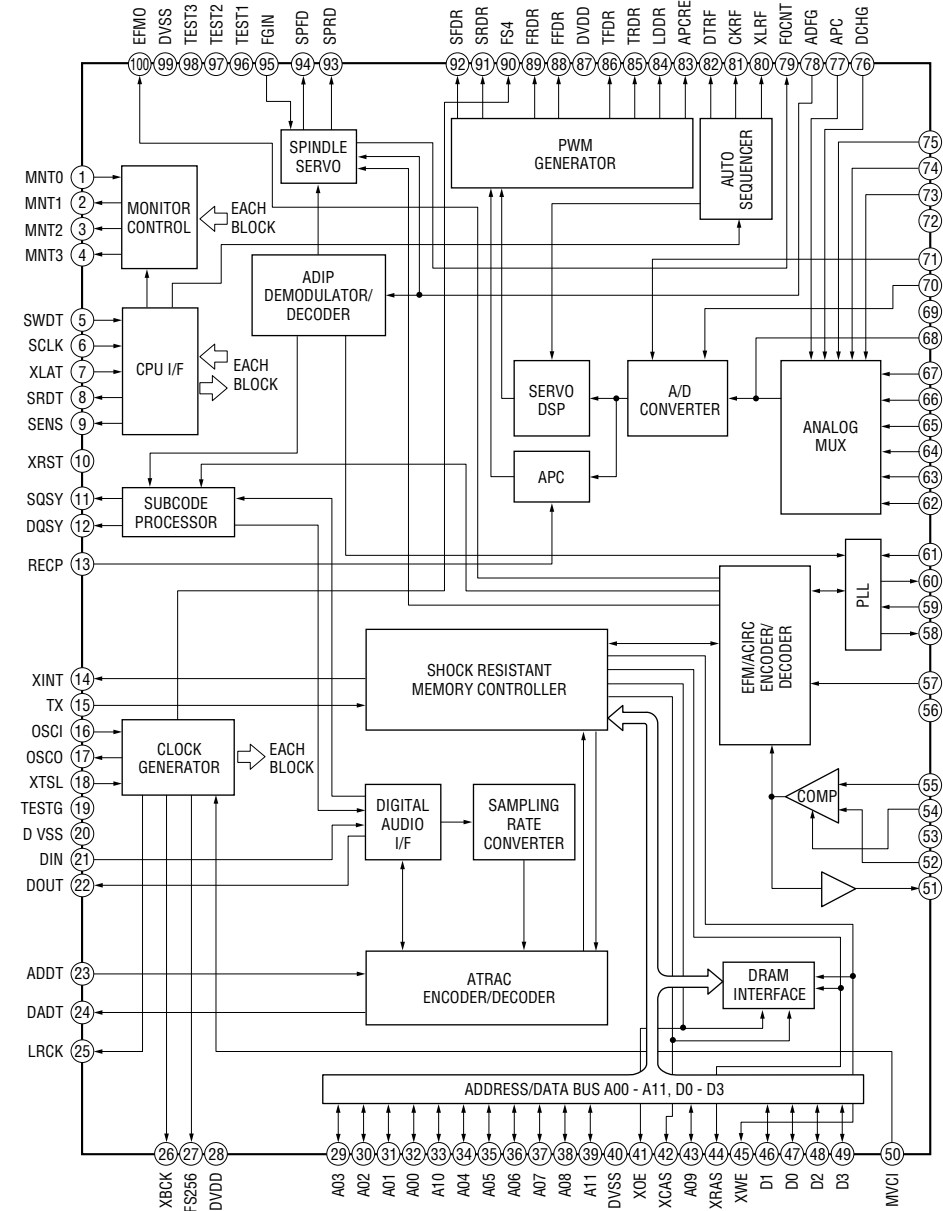 EFMO
DVSS
TEST3
TEST2
TEST1
FGIN
SPFD
SPRD
SFDR
SRDR
FS4
FRDR
FFDR
DVDD
TFDR
TRDR
LDDR
APCRE
DTRF
CKRF
XLRF
F0CNT
ADFG
APC
DCHG
100
99
98
97
96
95
94
93
92
91
90
89
88
87
86
85
84
83
82
81
80
79
78
77
76
SPINDLE
SERVO
PWM
GENERATOR
AUTO
SEQUENCER
75
74
73
72
71
70
69
68
67
66
65
64
63
62
61
60
59
58
57
56
55
54
53
52
51
MNT0 1
MNT1 2
MNT2 3
MNT3 4
MONITOR
CONTROL
EACH
BLOCK
ADIP
DEMODULATOR/
DECODER
SWDT 5
SCLK 6
XLAT 7
SRDT 8
SENS 9
CPU I/F
EACH
BLOCK
SERVO
DSP
A/D
CONVERTER
ANALOG
MUX
APC
XRST 10
SQSY 11
DQSY 12
SUBCODE
PROCESSOR
RECP 13
PLL
EFM/ACIRC
ENCODER/
DECODER
SHOCK RESISTANT
MEMORY CONTROLLER
XINT 14
TX 15
OSCI 16
OSCO 17
XTSL 18
TESTG 19
D VSS 20
DIN 21
DOUT 22
CLOCK
GENERATOR
EACH
BLOCK
DIGITAL
AUDIO
I/F
SAMPLING
RATE
CONVERTER
COMP
ADDT 23
DADT 24
LRCK 25
ATRAC
ENCODER/DECODER
DRAM
INTERFACE
ADDRESS/DATA BUS A00 - A11, D0 - D3
26
27
28
29
30
31
32
33
34
35
36
37
38
39
40
41
42
43
44
45
46
47
48
49
50
XBCK
FS256
DVDD
A03
A02
A01
A00
A10
A04
A05
A06
A07
A08
A11
DVSS
XOE
XCAS
A09
XRAS
XWE
D1
D0
D2
D3
MVCI